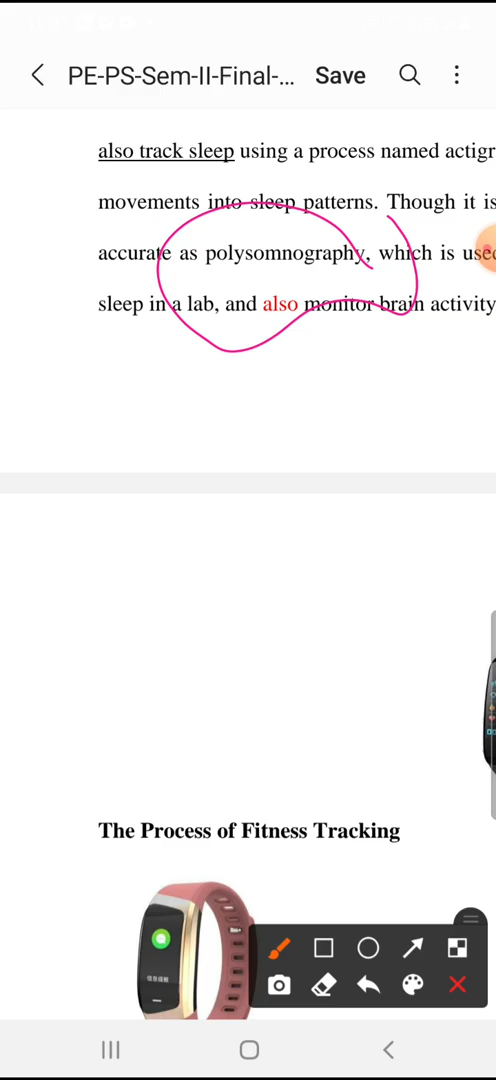 PE-PS-Sem-II-Final-... Save
also track sleep using a process named actigr
movements into sleep patterns. Though it is
accurate as polysomnography, which is used
sleep in a lab, and also monitor brain activity
The Process of Fitness Tracking